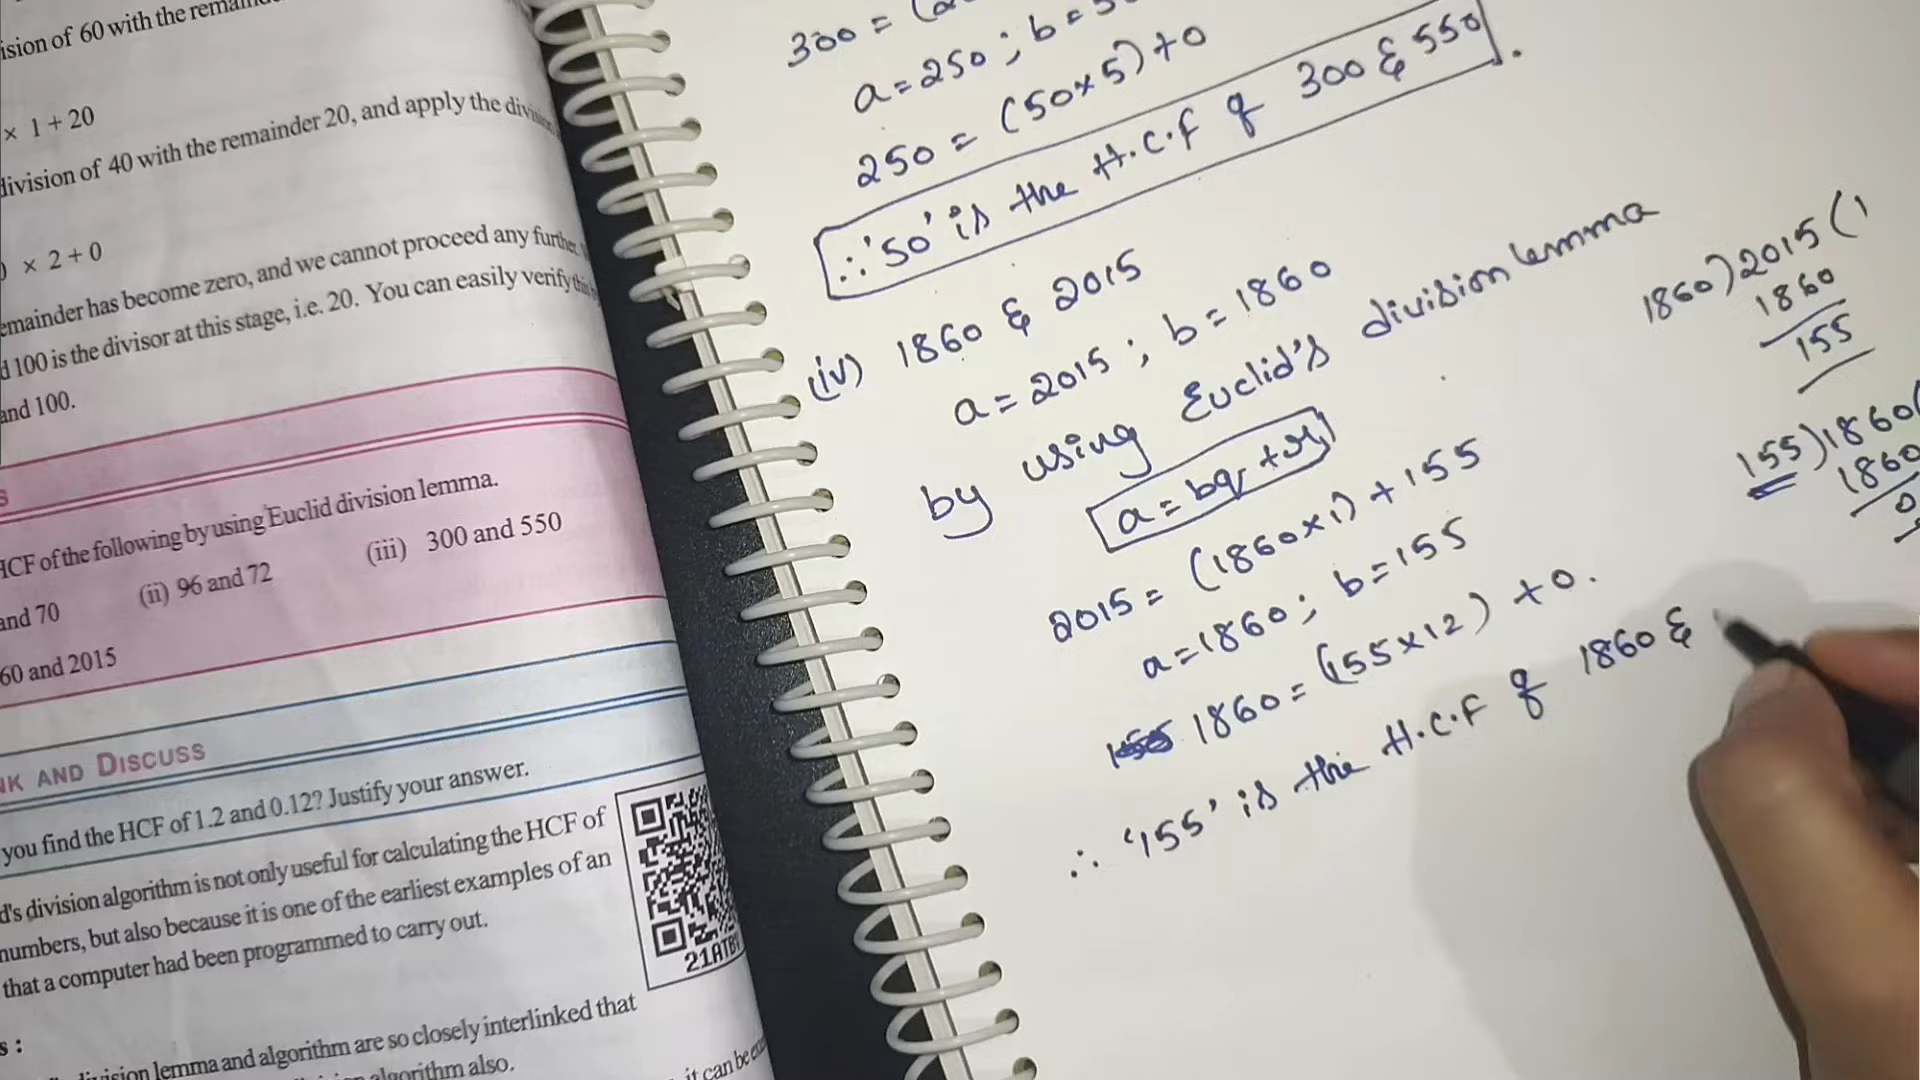 ision of 60 with the
× 1 + 20
division of 40 with the remainder 20, and apply the
× 2 + 0
emainder has become zero, and we cannot proceed any further
d 100 is the divisor at this stage, i.e. 20. You can easily verify this
and 100.
HCF of the following by using Euclid division lemma.
and 70 (ii) 96 and 72 (iii) 300 and 550
60 and 2015
NK AND DISCUSS
you find the HCF of 1.2 and 0.12? Justify your answer.
d's division algorithm is not only useful for calculating the HCF of
numbers, but also because it is one of the earliest examples of an
that a computer had been programmed to carry out.
s :
division lemma and algorithm are so closely interlinked that
algorithm also.
it can be
300 = (
a = 250 ; b =
250 = (50×5) + 0
∴ '50' is the H.C.F of 300 & 550.
(iv) 1860 & 2015
a = 2015 ; b = 1860
by using Euclid's division lemma
a = bq + r
2015 = (1860×1) + 155
a = 1860 ; b = 155
1860 = (155×12) + 0.
∴ '155' is the H.C.F of 1860 &
1860) 2015 (1
1860
155
155) 1860 (
1860
0